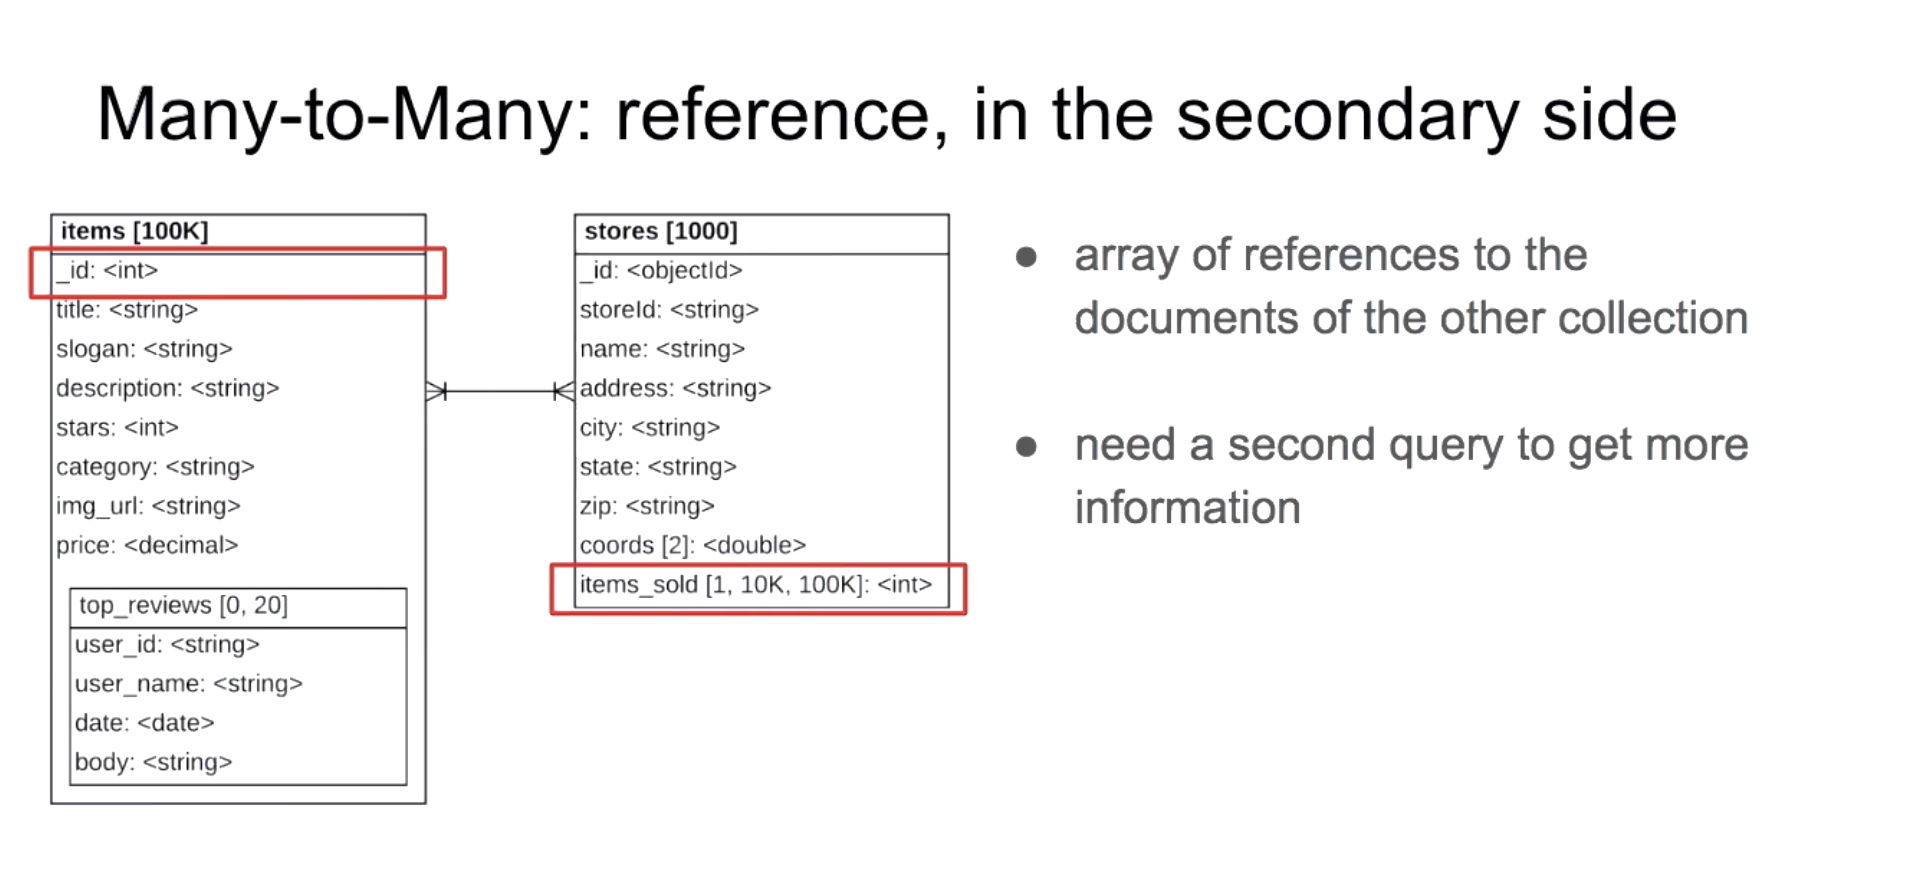 Many-to-Many: reference, in the secondary side
items [100K]
_id: <int>
title: <string>
slogan: <string>
description: <string>
stars: <int>
category: <string>
img_url: <string>
price: <decimal>
top_reviews [0, 20]
user_id: <string>
user_name: <string>
date: <date>
body: <string>
stores [1000]
_id: <objectId>
storeId: <string>
name: <string>
address: <string>
city: <string>
state: <string>
zip: <string>
coords [2]: <double>
items_sold [1, 10K, 100K]: <int>
● array of references to the
documents of the other collection
● need a second query to get more
information